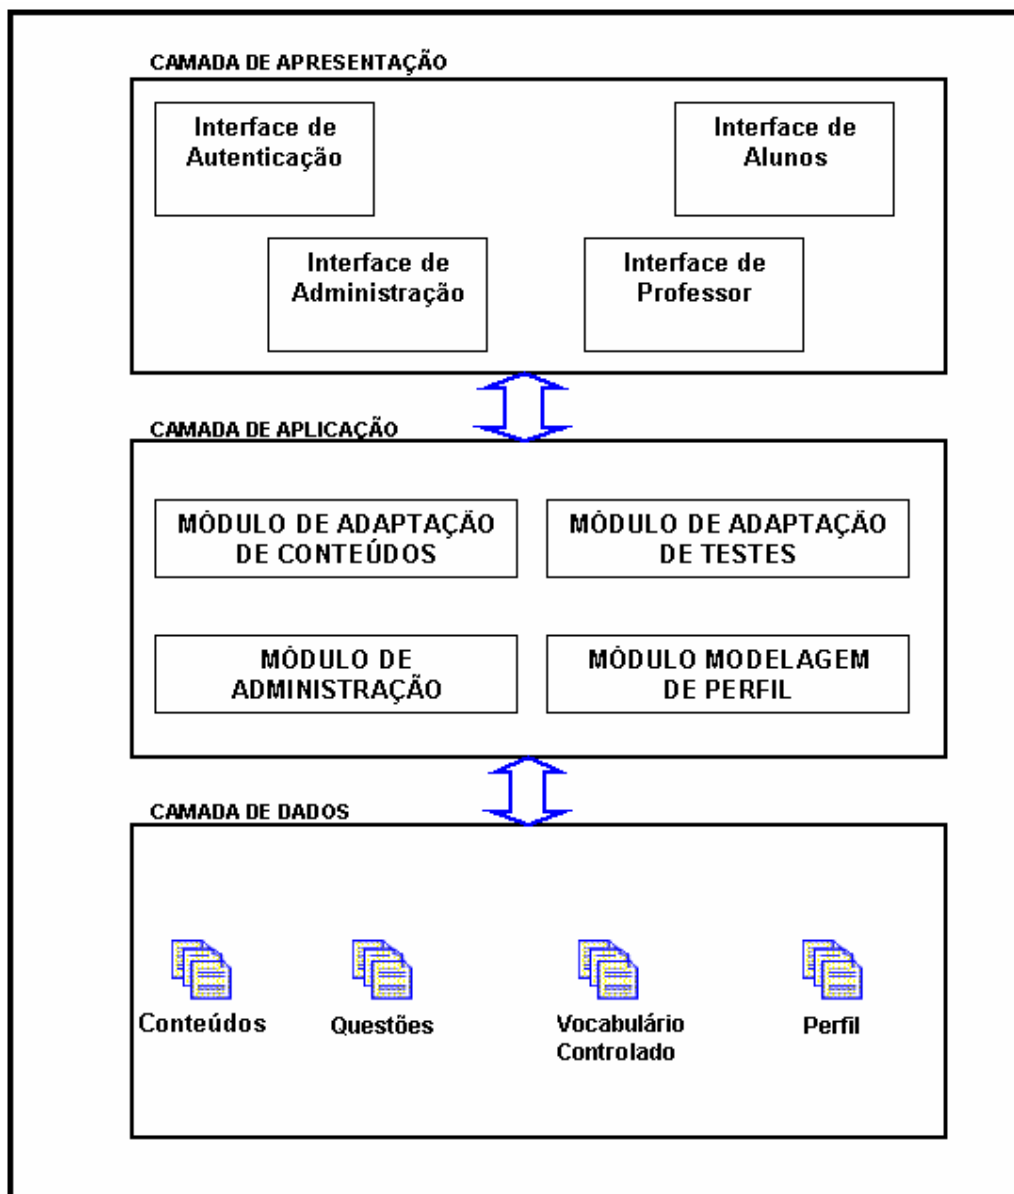 CAMADA DE APRESENTAÇÃO
Interface de
Autenticação
Interface de
Alunos
Interface de
Administração
Interface de
Professor
CAMADA DE APLICAÇÃO
MÓDULO DE ADAPTAÇÃO
DE CONTEÚDOS
MÓDULO DE ADAPTAÇÃO
DE TESTES
MÓDULO DE
ADMINISTRAÇÃO
MÓDULO MODELAGEM
DE PERFIL
CAMADA DE DADOS
Conteúdos
Questões
Vocabulário
Controlado
Perfil